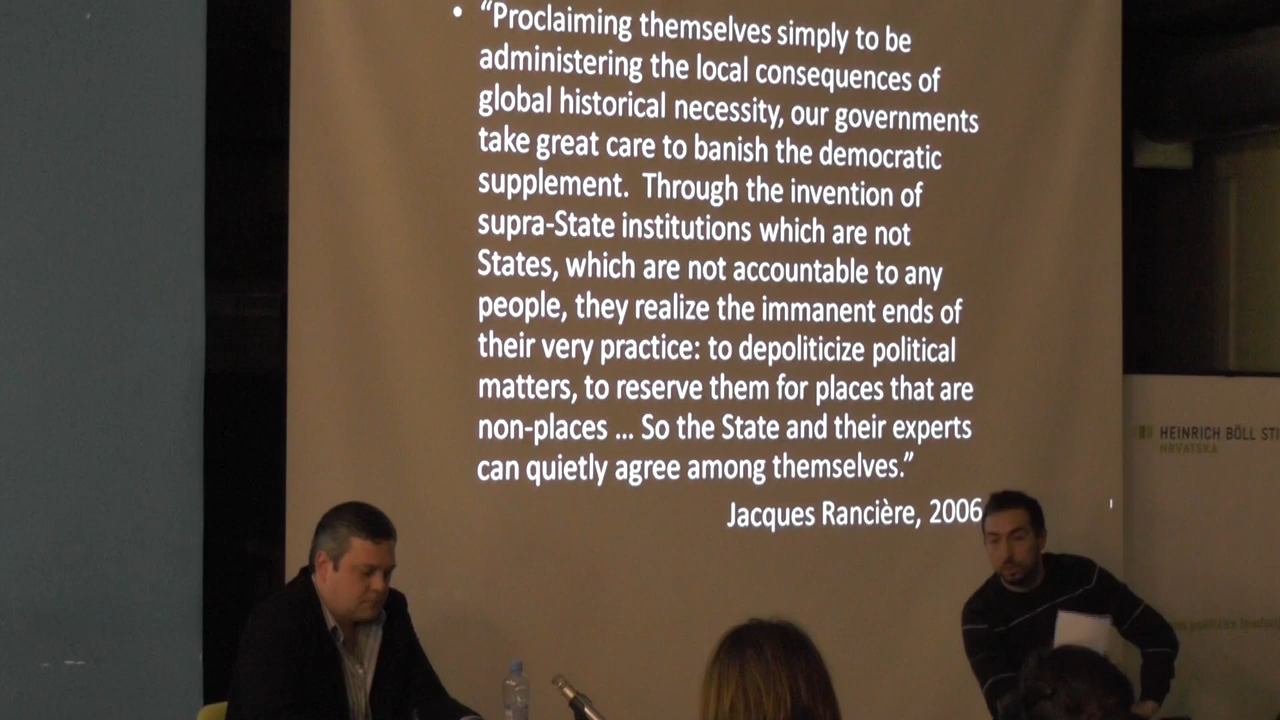 • “Proclaiming themselves simply to be
administering the local consequences of
global historical necessity, our governments
take great care to banish the democratic
supplement. Through the invention of
supra-State institutions which are not
States, which are not accountable to any
people, they realize the immanent ends of
their very practice: to depoliticize political
matters, to reserve them for places that are
non-places ... So the State and their experts
can quietly agree among themselves.”
Jacques Rancière, 2006
HEINRICH BÖLL STI
HRVATSKA